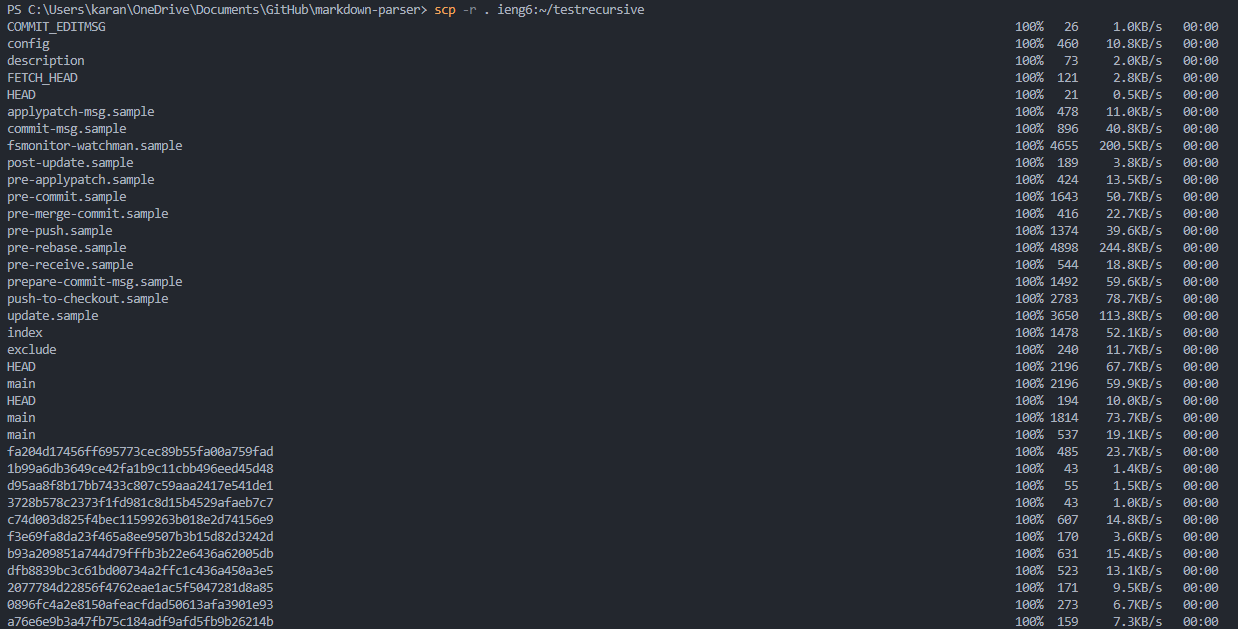 PS C:\Users\karan\OneDrive\Documents\GitHub\markdown-parser> scp -r . ieng6:~/testrecursive
COMMIT_EDITMSG 100% 26 1.0KB/s 00:00
config 100% 460 10.8KB/s 00:00
description 100% 73 2.0KB/s 00:00
FETCH_HEAD 100% 121 2.8KB/s 00:00
HEAD 100% 21 0.5KB/s 00:00
applypatch-msg.sample 100% 478 11.0KB/s 00:00
commit-msg.sample 100% 896 40.8KB/s 00:00
fsmonitor-watchman.sample 100% 4655 200.5KB/s 00:00
post-update.sample 100% 189 3.8KB/s 00:00
pre-applypatch.sample 100% 424 13.5KB/s 00:00
pre-commit.sample 100% 1643 50.7KB/s 00:00
pre-merge-commit.sample 100% 416 22.7KB/s 00:00
pre-push.sample 100% 1374 39.6KB/s 00:00
pre-rebase.sample 100% 4898 244.8KB/s 00:00
pre-receive.sample 100% 544 18.8KB/s 00:00
prepare-commit-msg.sample 100% 1492 59.6KB/s 00:00
push-to-checkout.sample 100% 2783 78.7KB/s 00:00
update.sample 100% 3650 113.8KB/s 00:00
index 100% 1478 52.1KB/s 00:00
exclude 100% 240 11.7KB/s 00:00
HEAD 100% 2196 67.7KB/s 00:00
main 100% 2196 59.9KB/s 00:00
HEAD 100% 194 10.0KB/s 00:00
main 100% 1814 73.7KB/s 00:00
main 100% 537 19.1KB/s 00:00
fa204d17456ff695773cec89b55fa00a759fad 100% 485 23.7KB/s 00:00
1b99a6db3649ce42fa1b9c11cbb496eed45d48 100% 43 1.4KB/s 00:00
d95aa8f8b17bb7433c807c59aaa2417e541de1 100% 55 1.5KB/s 00:00
3728b578c2373f1fd981c8d15b4529afaeb7c7 100% 43 1.0KB/s 00:00
c74d003d825f4bec11599263b018e2d74156e9 100% 607 14.8KB/s 00:00
f3e69fa8da23f465a8ee9507b3b15d82d3242d 100% 170 3.6KB/s 00:00
b93a209851a744d79fffb3b22e6436a62005db 100% 631 15.4KB/s 00:00
dfb8839bc3c61bd00734a2ffc1c436a450a3e5 100% 523 13.1KB/s 00:00
2077784d22856f4762eae1ac5f5047281d8a85 100% 171 9.5KB/s 00:00
0896fc4a2e8150afeacfdad50613afa3901e93 100% 273 6.7KB/s 00:00
a76e6e9b3a47fb75c184adf9afd5fb9b26214b 100% 159 7.3KB/s 00:00